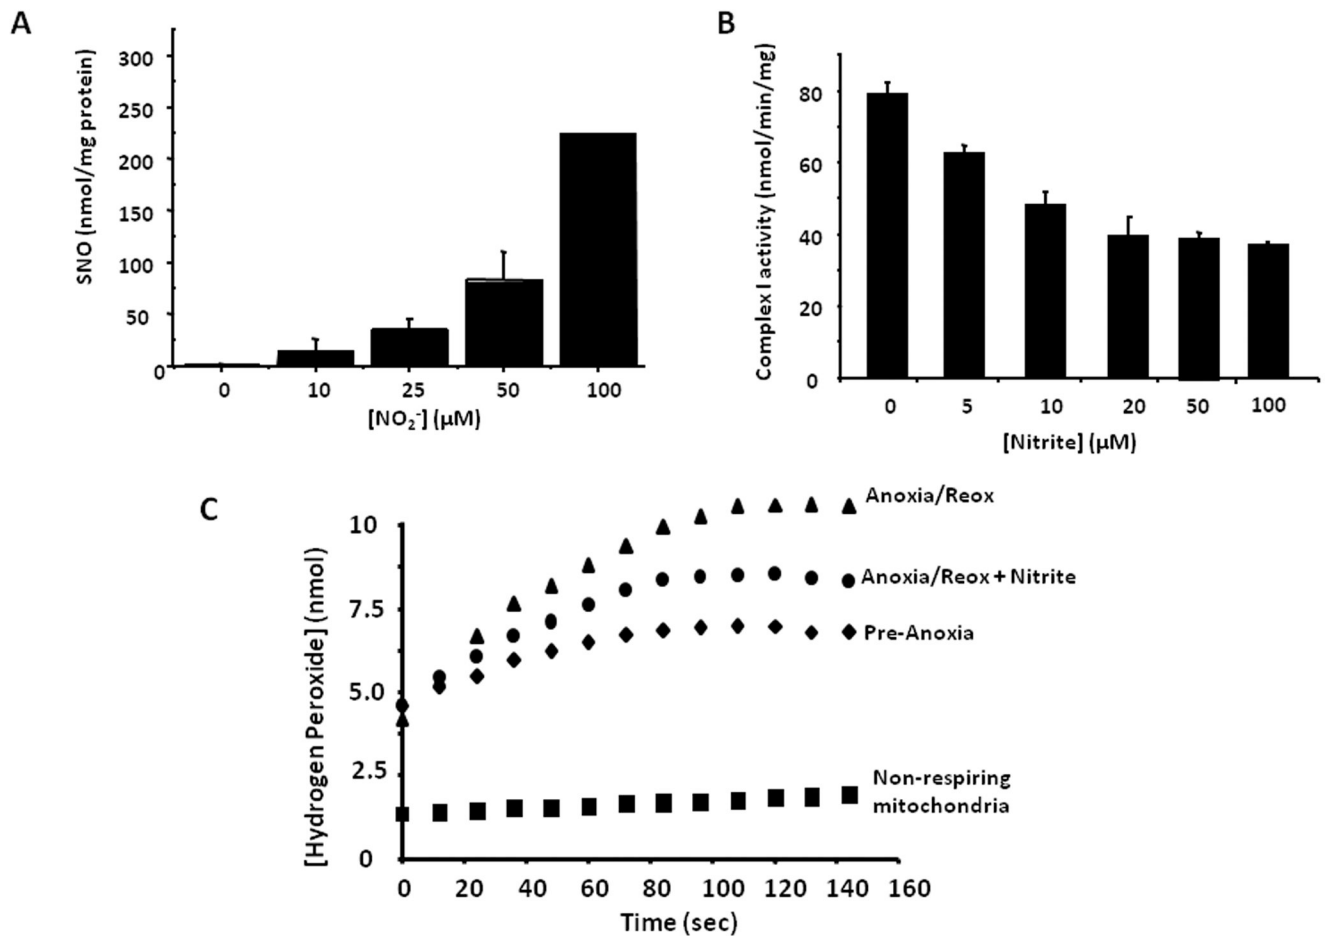 A
SNO (nmol/mg protein)
300
250
200
150
100
50
0
0 10 25 50 100
[NO₂⁻] (μM)
B
Complex I activity (nmol/min/mg)
80
60
40
20
0
0 5 10 20 50 100
[Nitrite] (μM)
C
[Hydrogen Peroxide] (nmol)
10
7.5
5.0
2.5
0
Anoxia/Reox
Anoxia/Reox + Nitrite
Pre-Anoxia
Non-respiring
mitochondria
0 20 40 60 80 100 120 140 160
Time (sec)